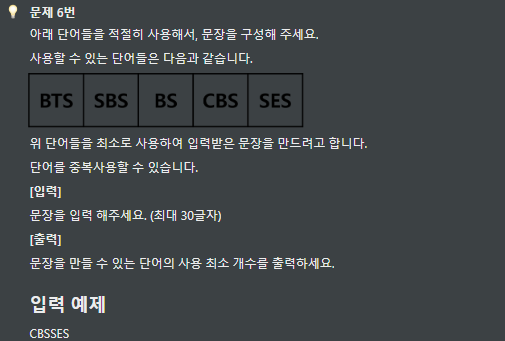 문제 6번
아래 단어들을 적절히 사용해서, 문장을 구성해 주세요.
사용할 수 있는 단어들은 다음과 같습니다.
BTS SBS BS CBS SES
위 단어들을 최소로 사용하여 입력받은 문장을 만드려고 합니다.
단어를 중복사용할 수 있습니다.
[입력]
문장을 입력 해주세요. (최대 30글자)
[출력]
문장을 만들 수 있는 단어의 사용 최소 개수를 출력하세요.
입력 예제
CBSSES